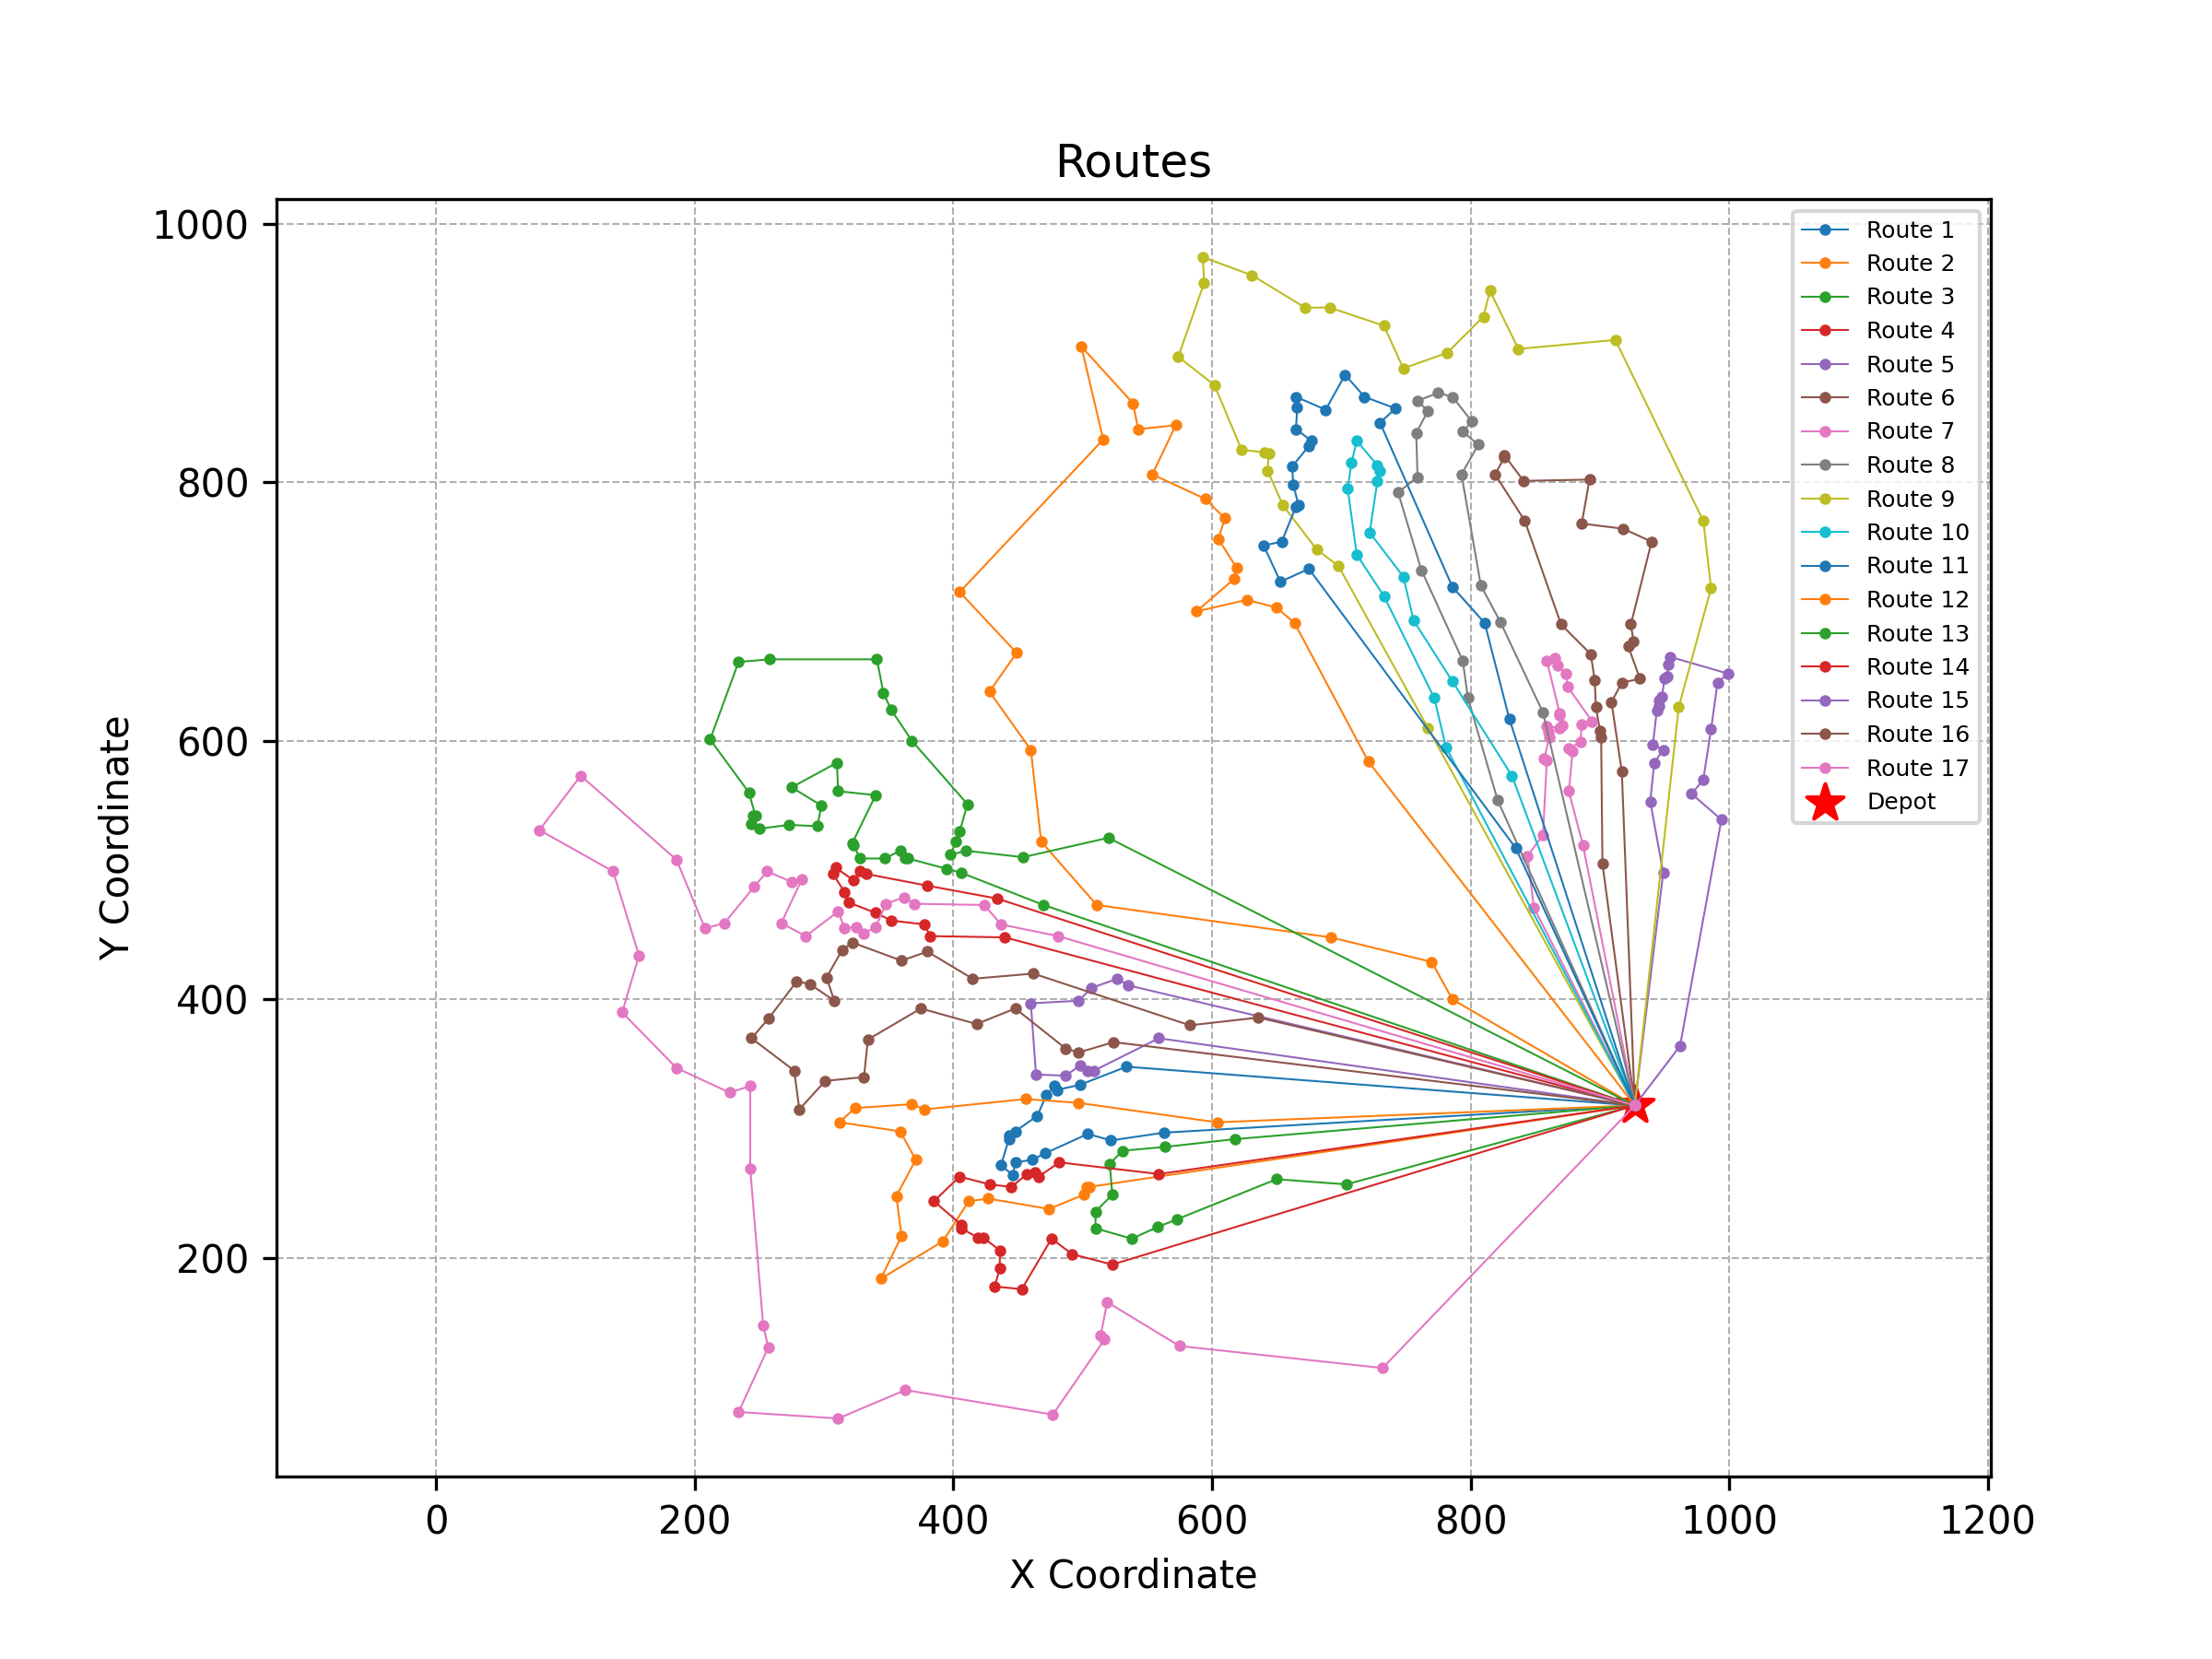 Routes
1000
800
600
400
200
Y Coordinate
0 200 400 600 800 1000 1200
X Coordinate
Route 1
Route 2
Route 3
Route 4
Route 5
Route 6
Route 7
Route 8
Route 9
Route 10
Route 11
Route 12
Route 13
Route 14
Route 15
Route 16
Route 17
Depot